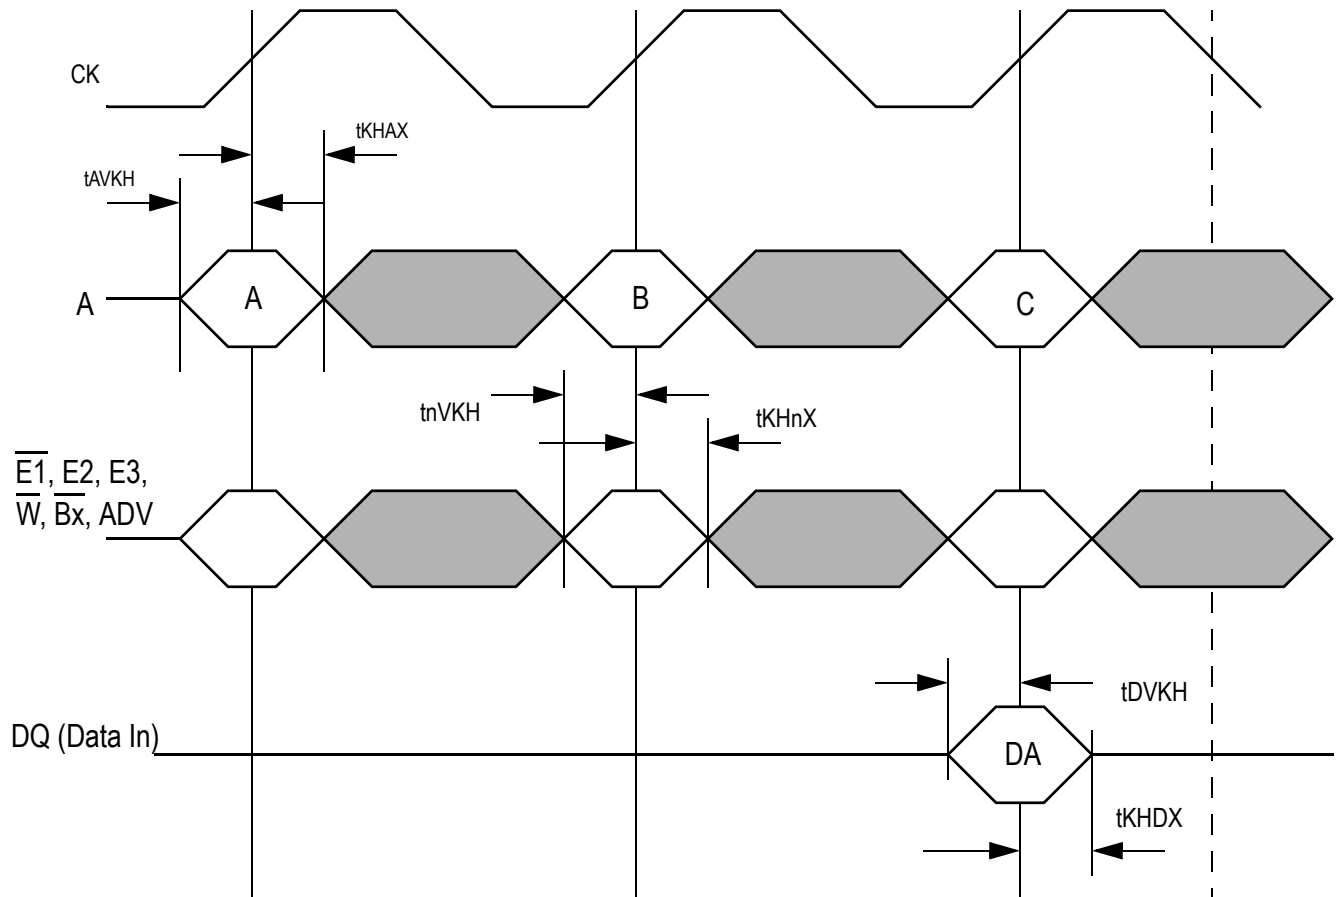 CK
tKHAX
tAVKH
A
A
B
C
tnVKH
tKHnX
E1, E2, E3,
W, Bx, ADV
tDVKH
DQ (Data In)
DA
tKHDX